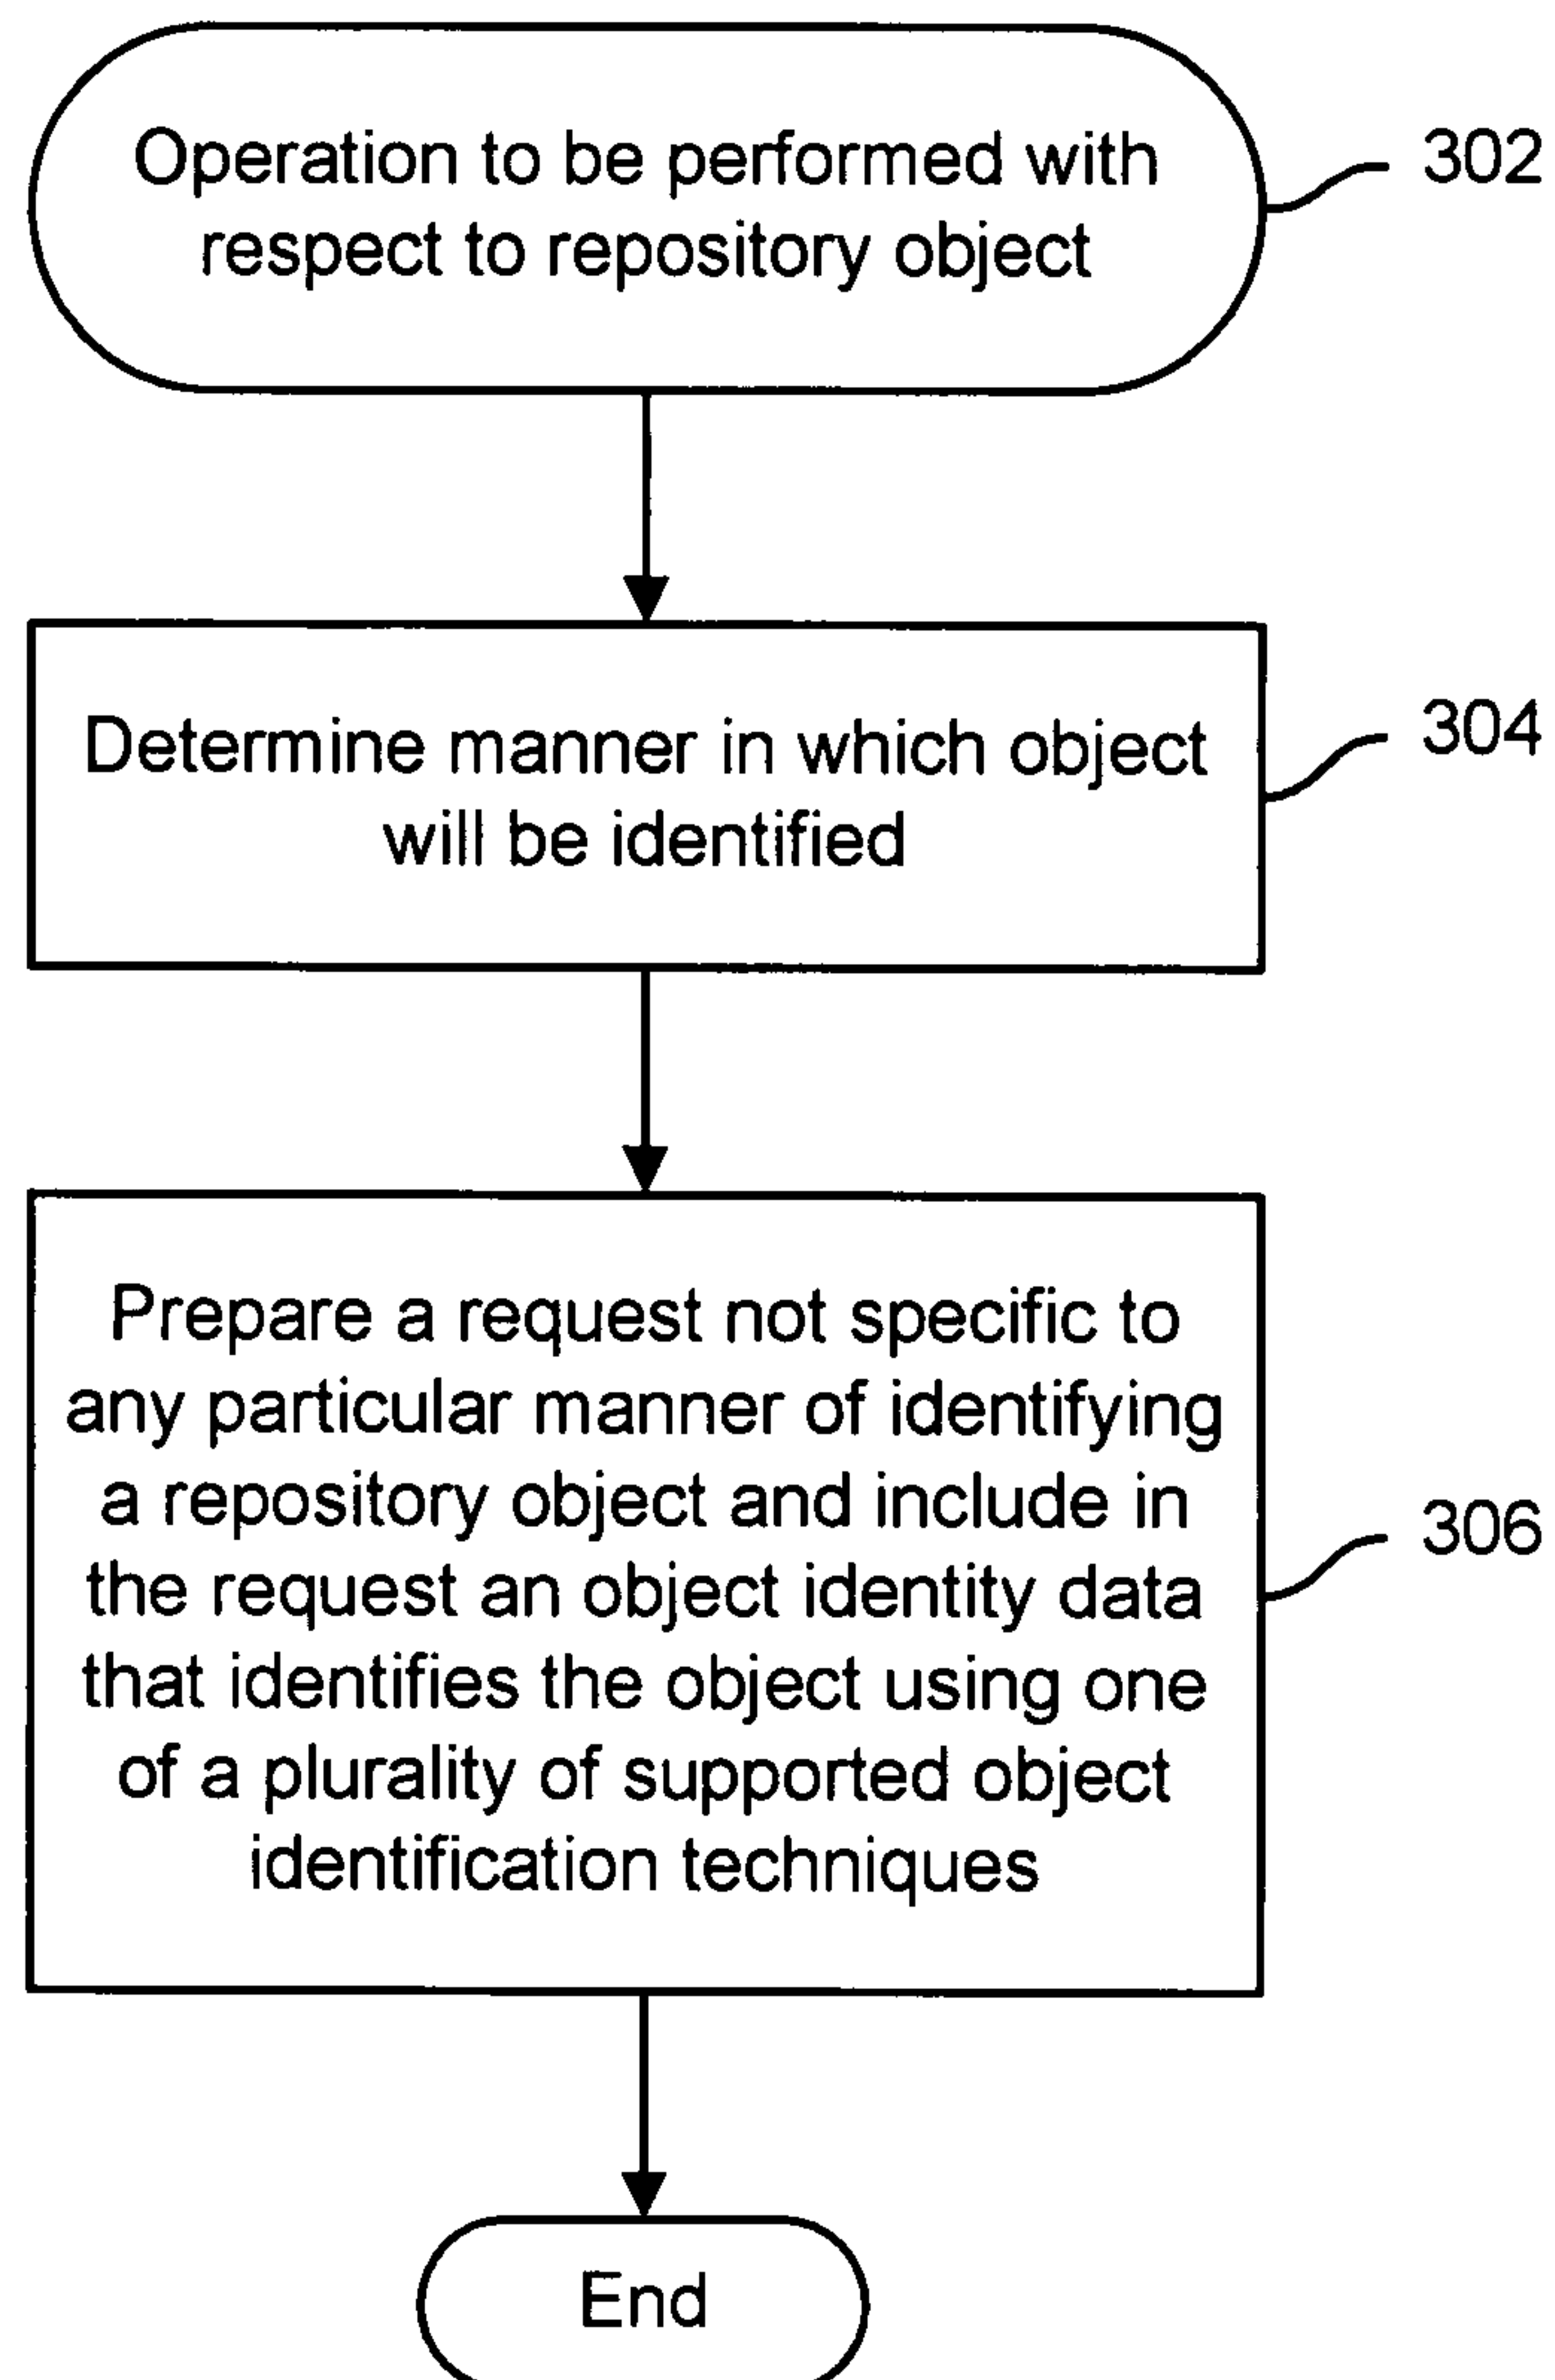 Operation to be performed with
respect to repository object
302
Determine manner in which object
will be identified
304
Prepare a request not specific to
any particular manner of identifying
a repository object and include in
the request an object identity data
that identifies the object using one
of a plurality of supported object
identification techniques
306
End